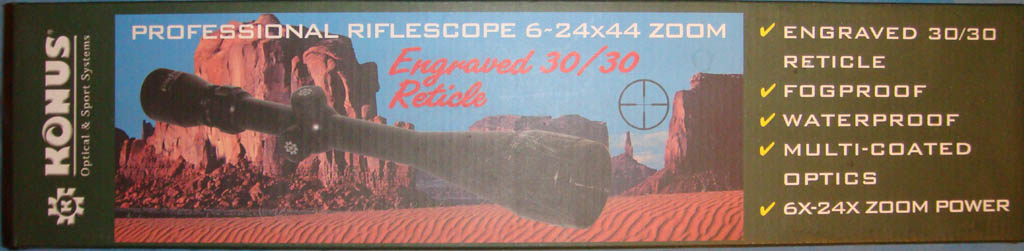 KONUS®
Optical & Sport Systems
PROFESSIONAL RIFLESCOPE 6~24x44 ZOOM
Engraved 30/30
Reticle
✓ ENGRAVED 30/30
RETICLE
✓ FOGPROOF
✓ WATERPROOF
✓ MULTI-COATED
OPTICS
✓ 6X-24X ZOOM POWER